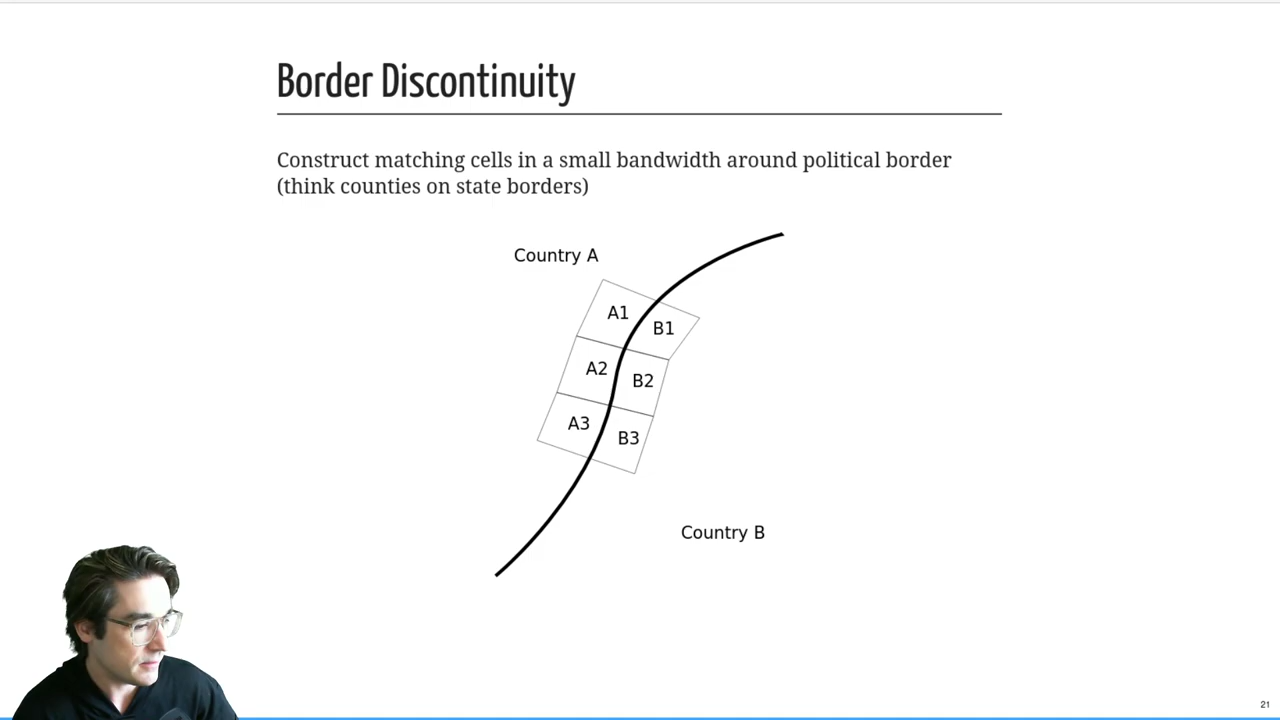 Border Discontinuity
Construct matching cells in a small bandwidth around political border
(think counties on state borders)
Country A
A1
B1
A2
B2
A3
B3
Country B
21